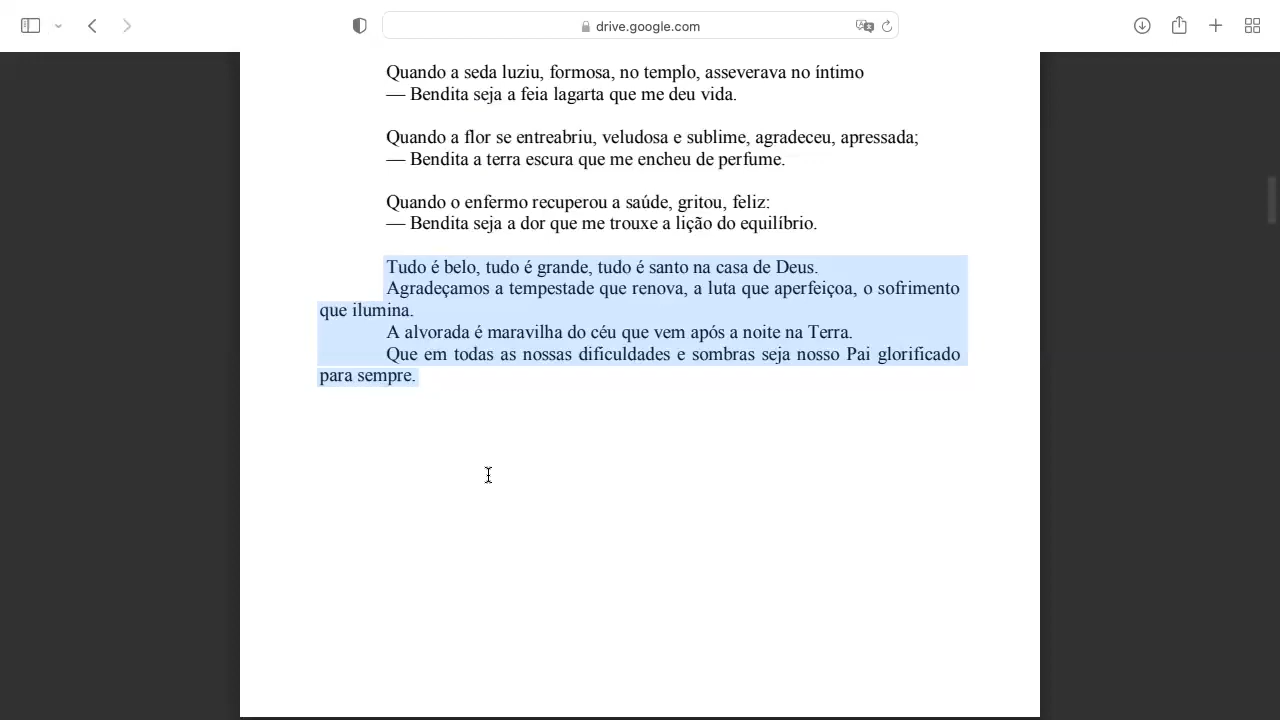 drive.google.com
Quando a seda luziu, formosa, no templo, asseverava no íntimo
— Bendita seja a feia lagarta que me deu vida.
Quando a flor se entreabriu, veludosa e sublime, agradeceu, apressada;
— Bendita a terra escura que me encheu de perfume.
Quando o enfermo recuperou a saúde, gritou, feliz:
— Bendita seja a dor que me trouxe a lição do equilíbrio.
Tudo é belo, tudo é grande, tudo é santo na casa de Deus.
Agradeçamos a tempestade que renova, a luta que aperfeiçoa, o sofrimento
que ilumina.
A alvorada é maravilha do céu que vem após a noite na Terra.
Que em todas as nossas dificuldades e sombras seja nosso Pai glorificado
para sempre.